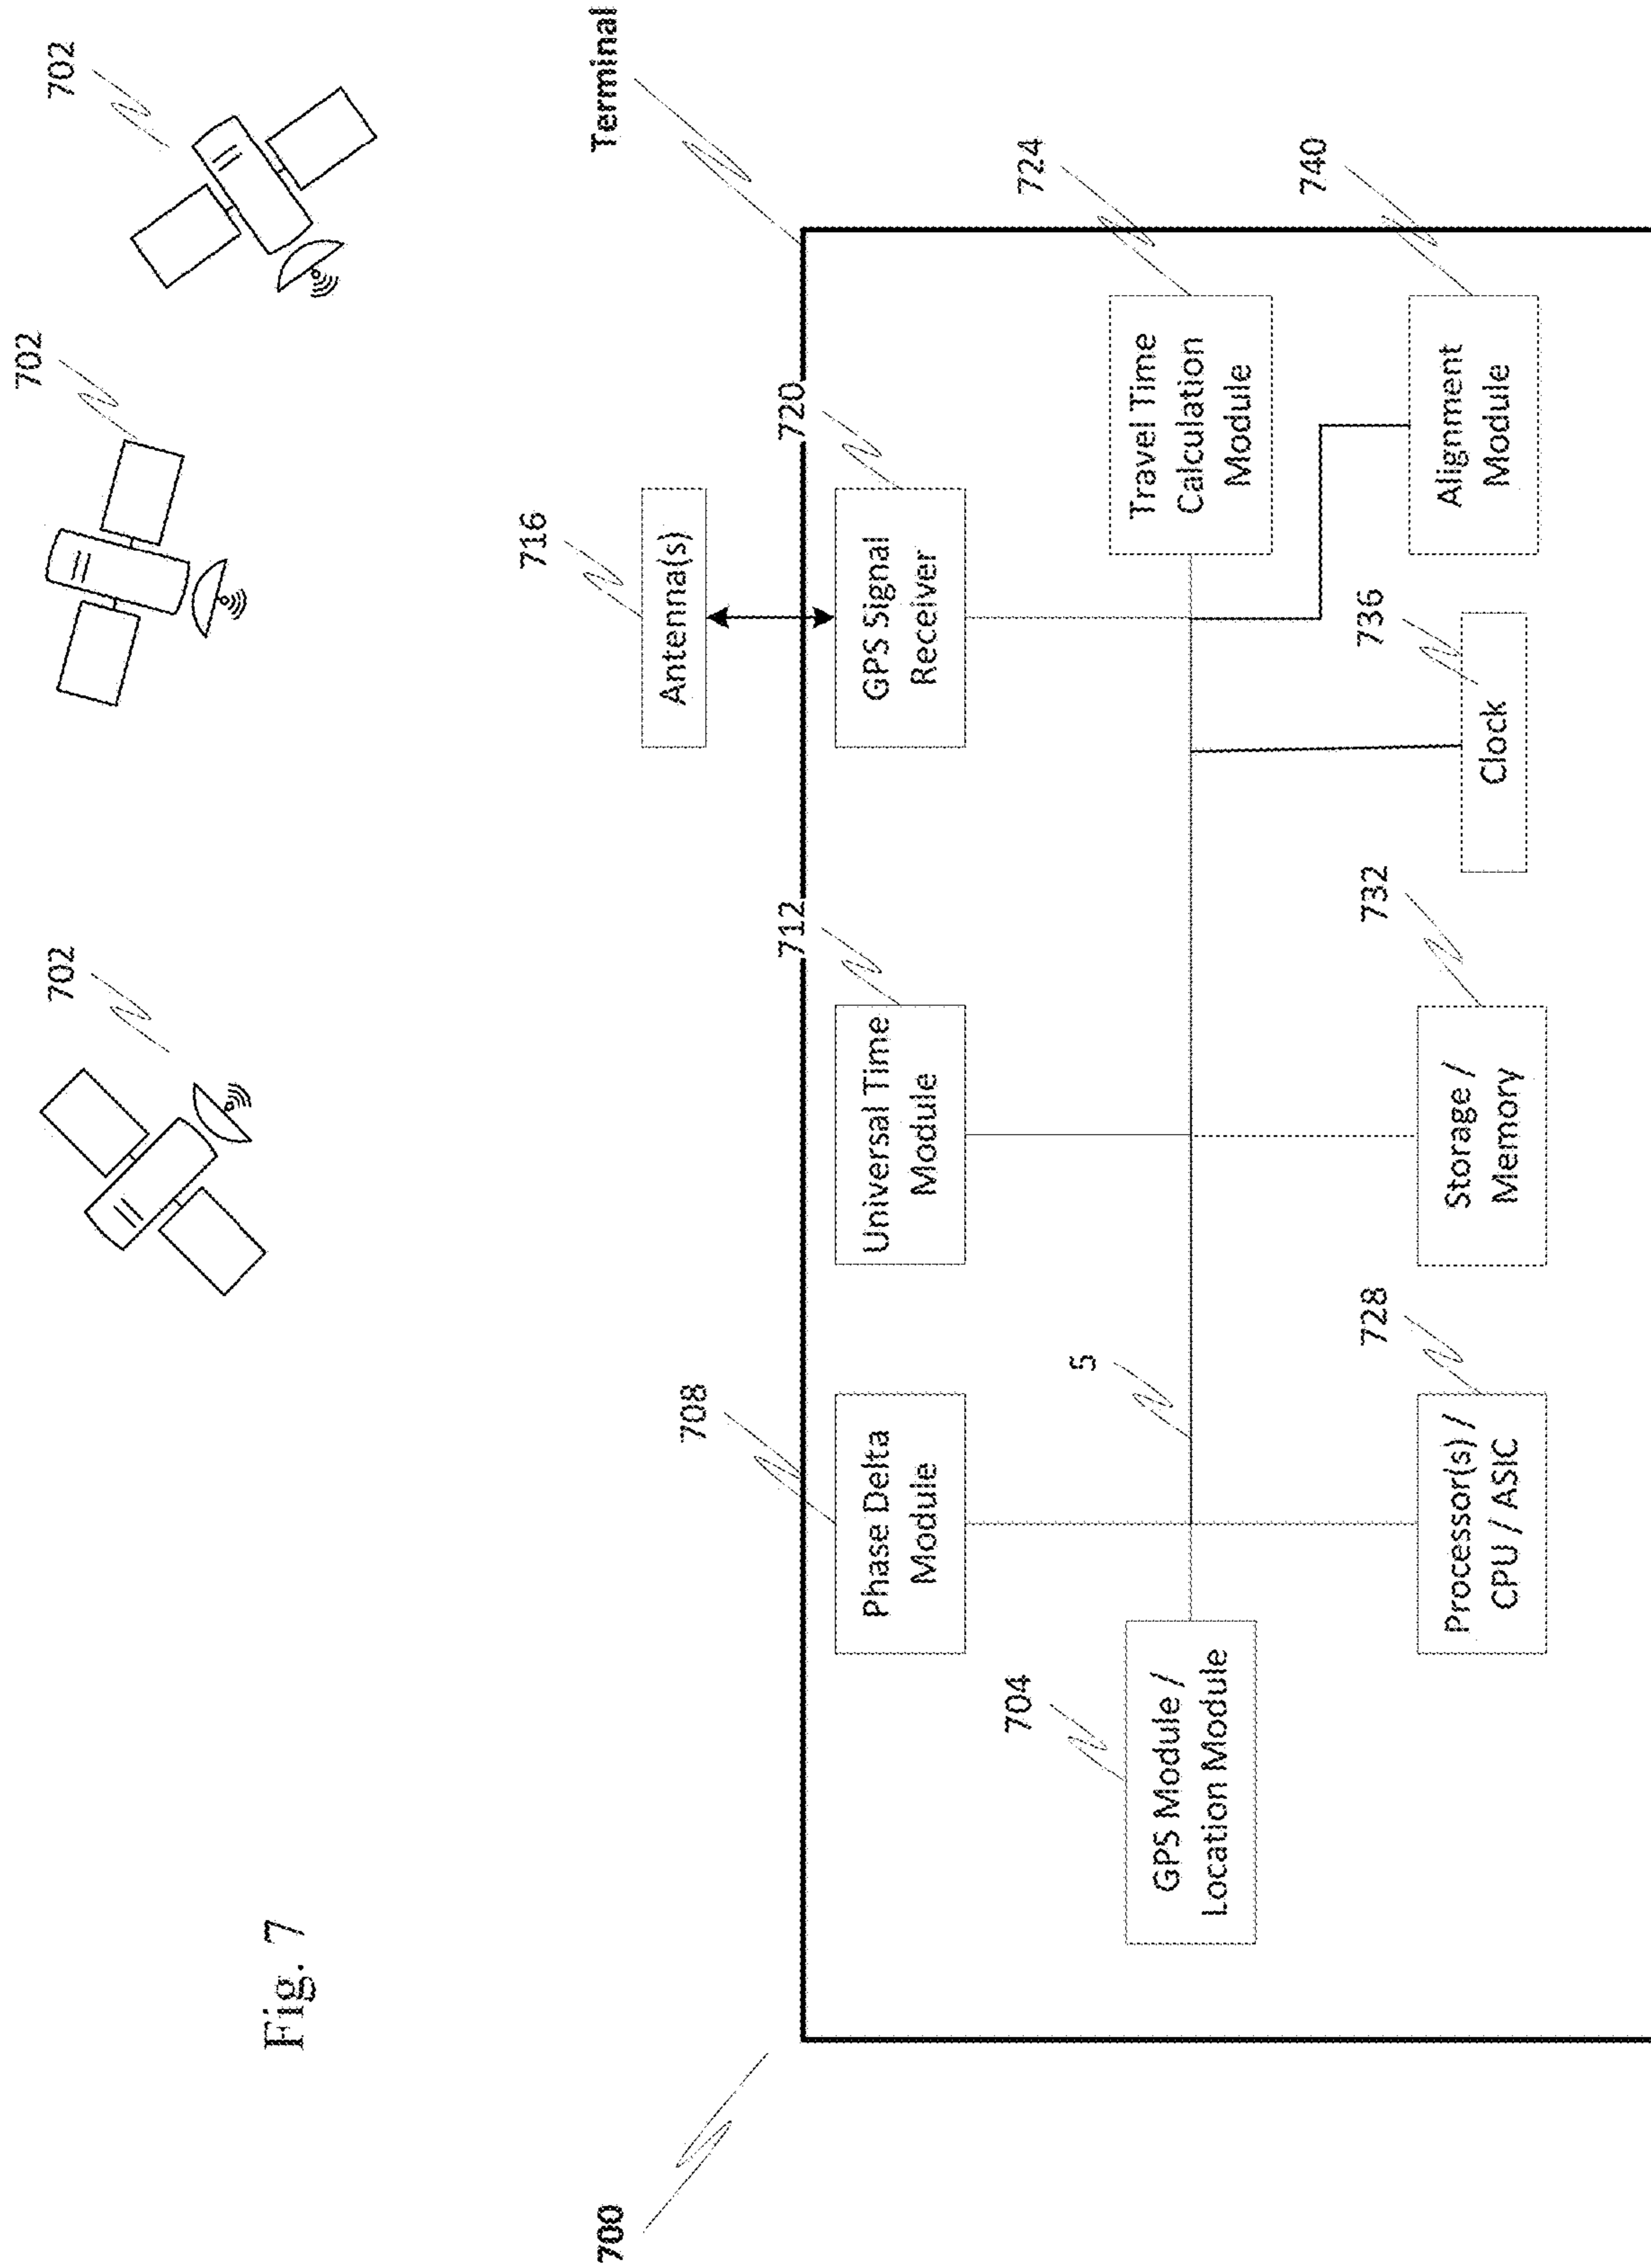 Fig. 7
702
702
702
700
Terminal
716
Antenna(s)
708
712
720
Phase Delta
Module
Universal Time
Module
GPS Signal
Receiver
704
GPS Module /
Location Module
5
724
Travel Time
Calculation
Module
728
Processor(s) /
CPU / ASIC
732
Storage /
Memory
736
Clock
740
Alignment
Module